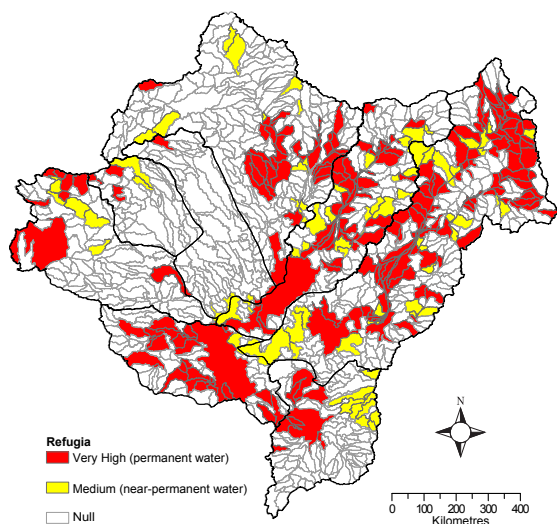 N
Refugia
Very High (permanent water)
Medium (near-permanent water)
Null
0 100 200 300 400
Kilometres